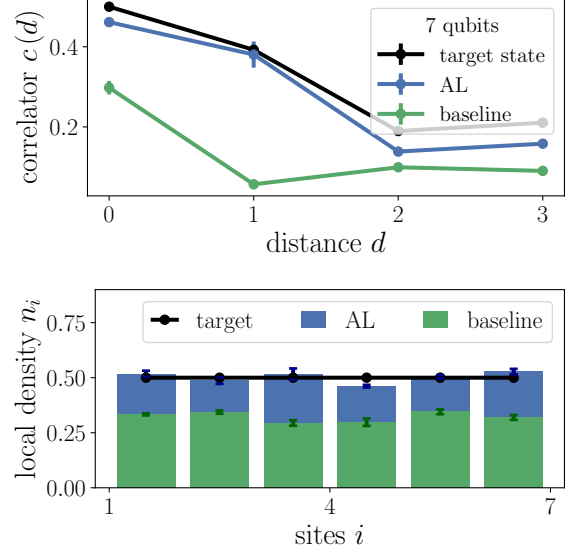 7 qubits
target state
AL
baseline
correlator c (d)
0.4
0.2
0 1 2 3
distance d
target AL baseline
local density n_i
0.75
0.50
0.25
0.00
1 4 7
sites i